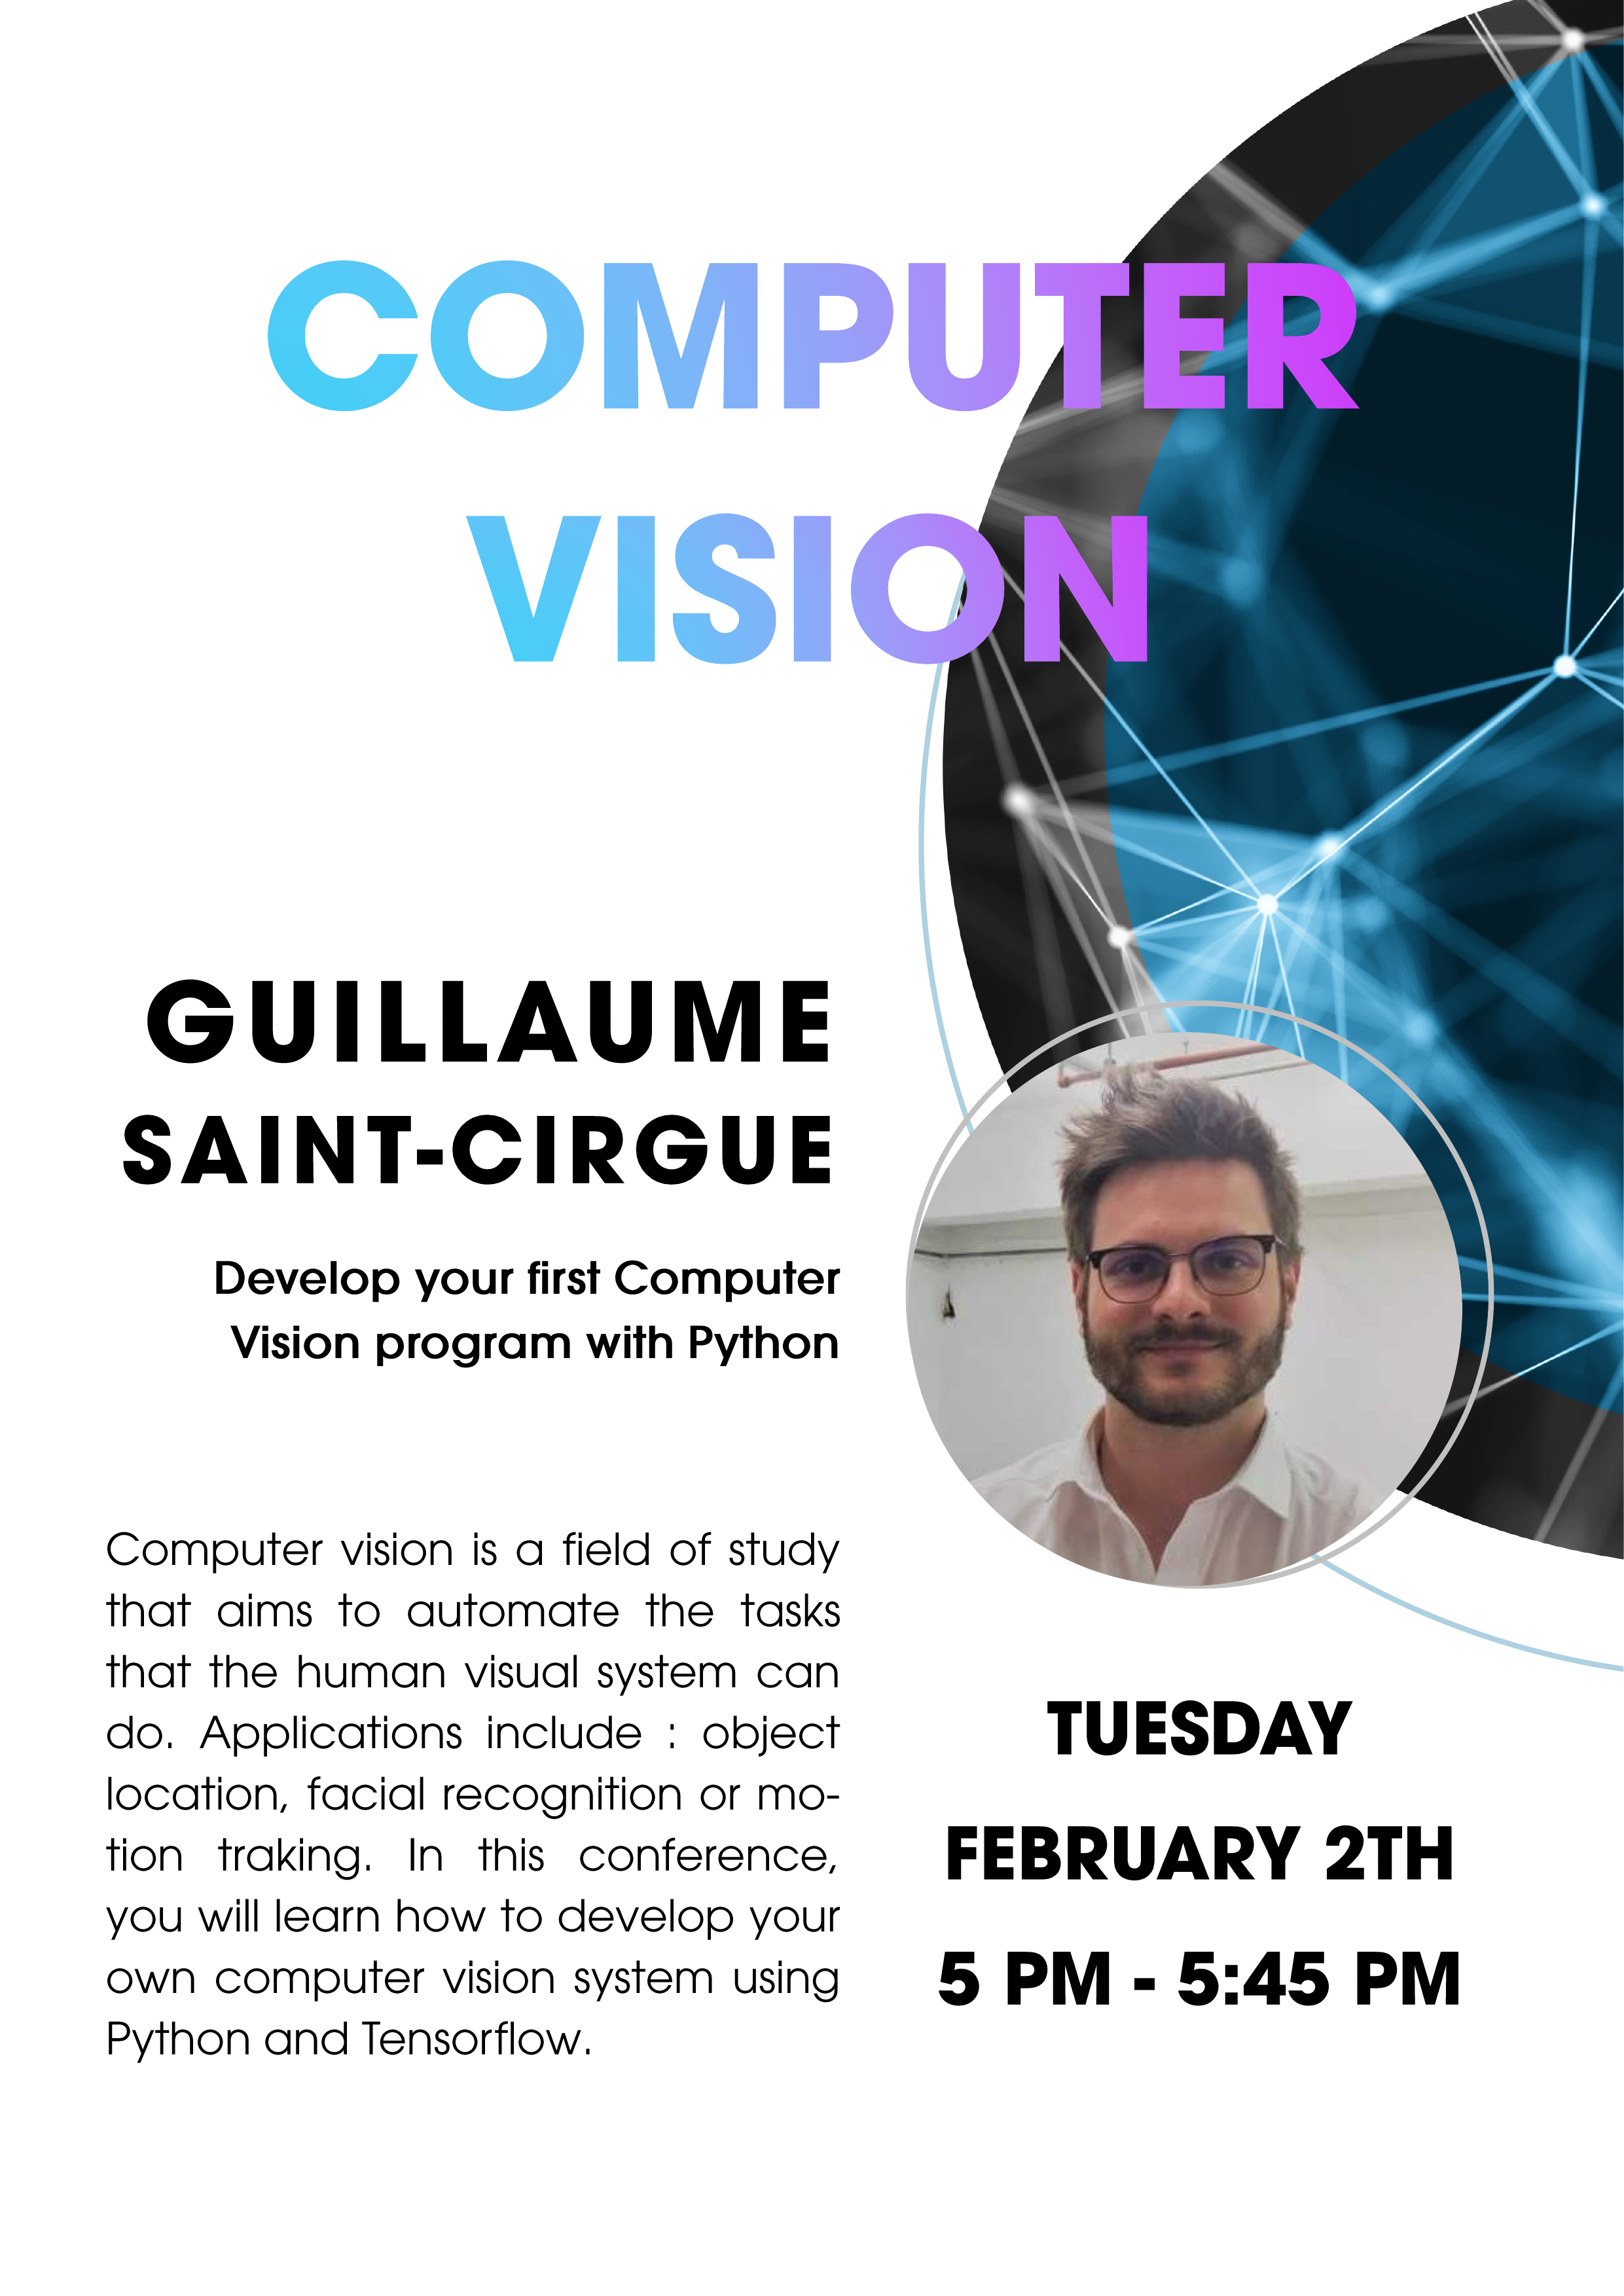 COMPUTER
VISION
GUILLAUME
SAINT-CIRGUE
Develop your first Computer
Vision program with Python
Computer vision is a field of study
that aims to automate the tasks
that the human visual system can
do. Applications include : object
location, facial recognition or mo-
tion traking. In this conference,
you will learn how to develop your
own computer vision system using
Python and Tensorflow.
TUESDAY
FEBRUARY 2TH
5 PM - 5:45 PM